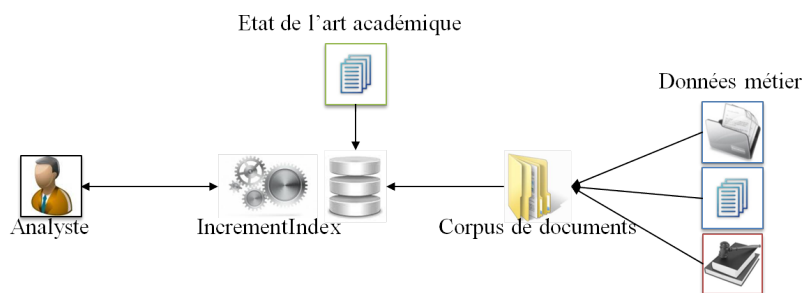 Etat de l’art académique
Données métier
Analyste
IncrementIndex
Corpus de documents